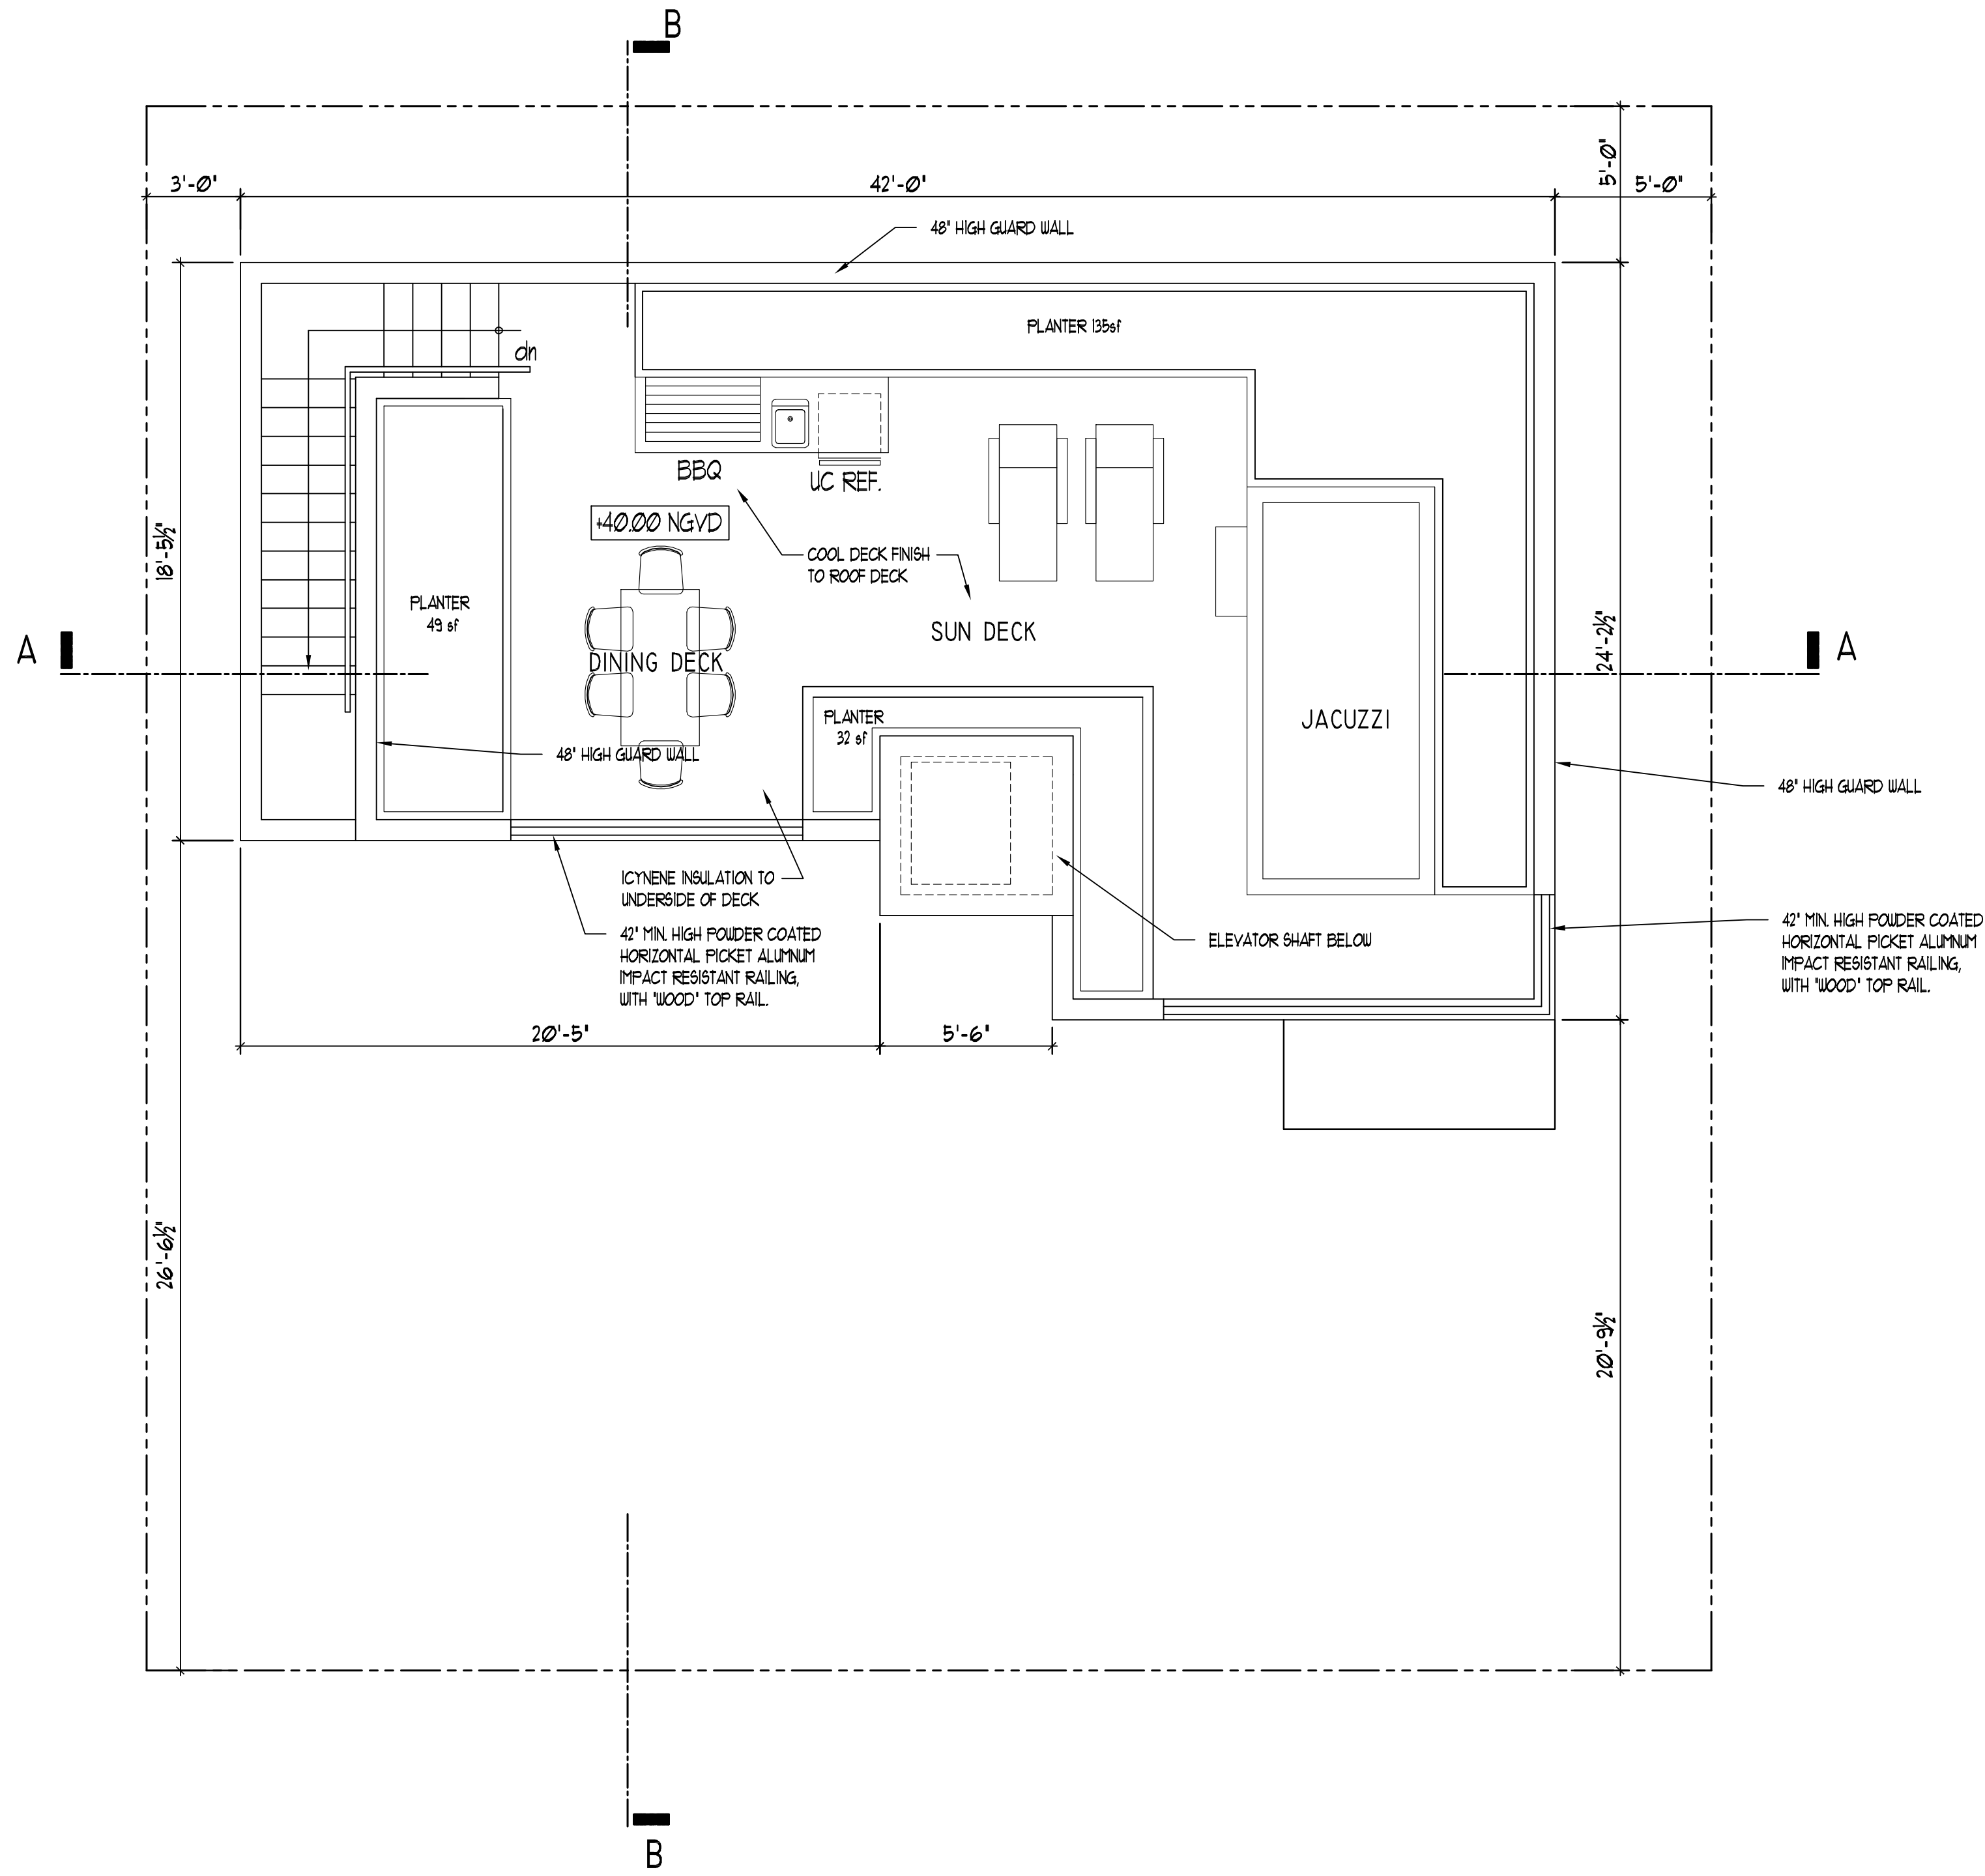 B
3'-0"
42'-0"
5'-0"
5'-0"
48" HIGH GUARD WALL
PLANTER 135sf
dn
BBQ
UC REF.
+40.00 NGVD
COOL DECK FINISH
TO ROOF DECK
18'-5½"
PLANTER
49 sf
SUN DECK
24'-2½"
A
A
DINING DECK
PLANTER
32 sf
JACUZZI
48" HIGH GUARD WALL
48" HIGH GUARD WALL
ICYNENE INSULATION TO
UNDERSIDE OF DECK
42" MIN. HIGH POWDER COATED
HORIZONTAL PICKET ALUMNUM
IMPACT RESISTANT RAILING,
WITH "WOOD" TOP RAIL.
ELEVATOR SHAFT BELOW
42" MIN. HIGH POWDER COATED
HORIZONTAL PICKET ALUMNUM
IMPACT RESISTANT RAILING,
WITH "WOOD" TOP RAIL.
20'-5"
5'-6"
26'-6½"
20'-9½"
B